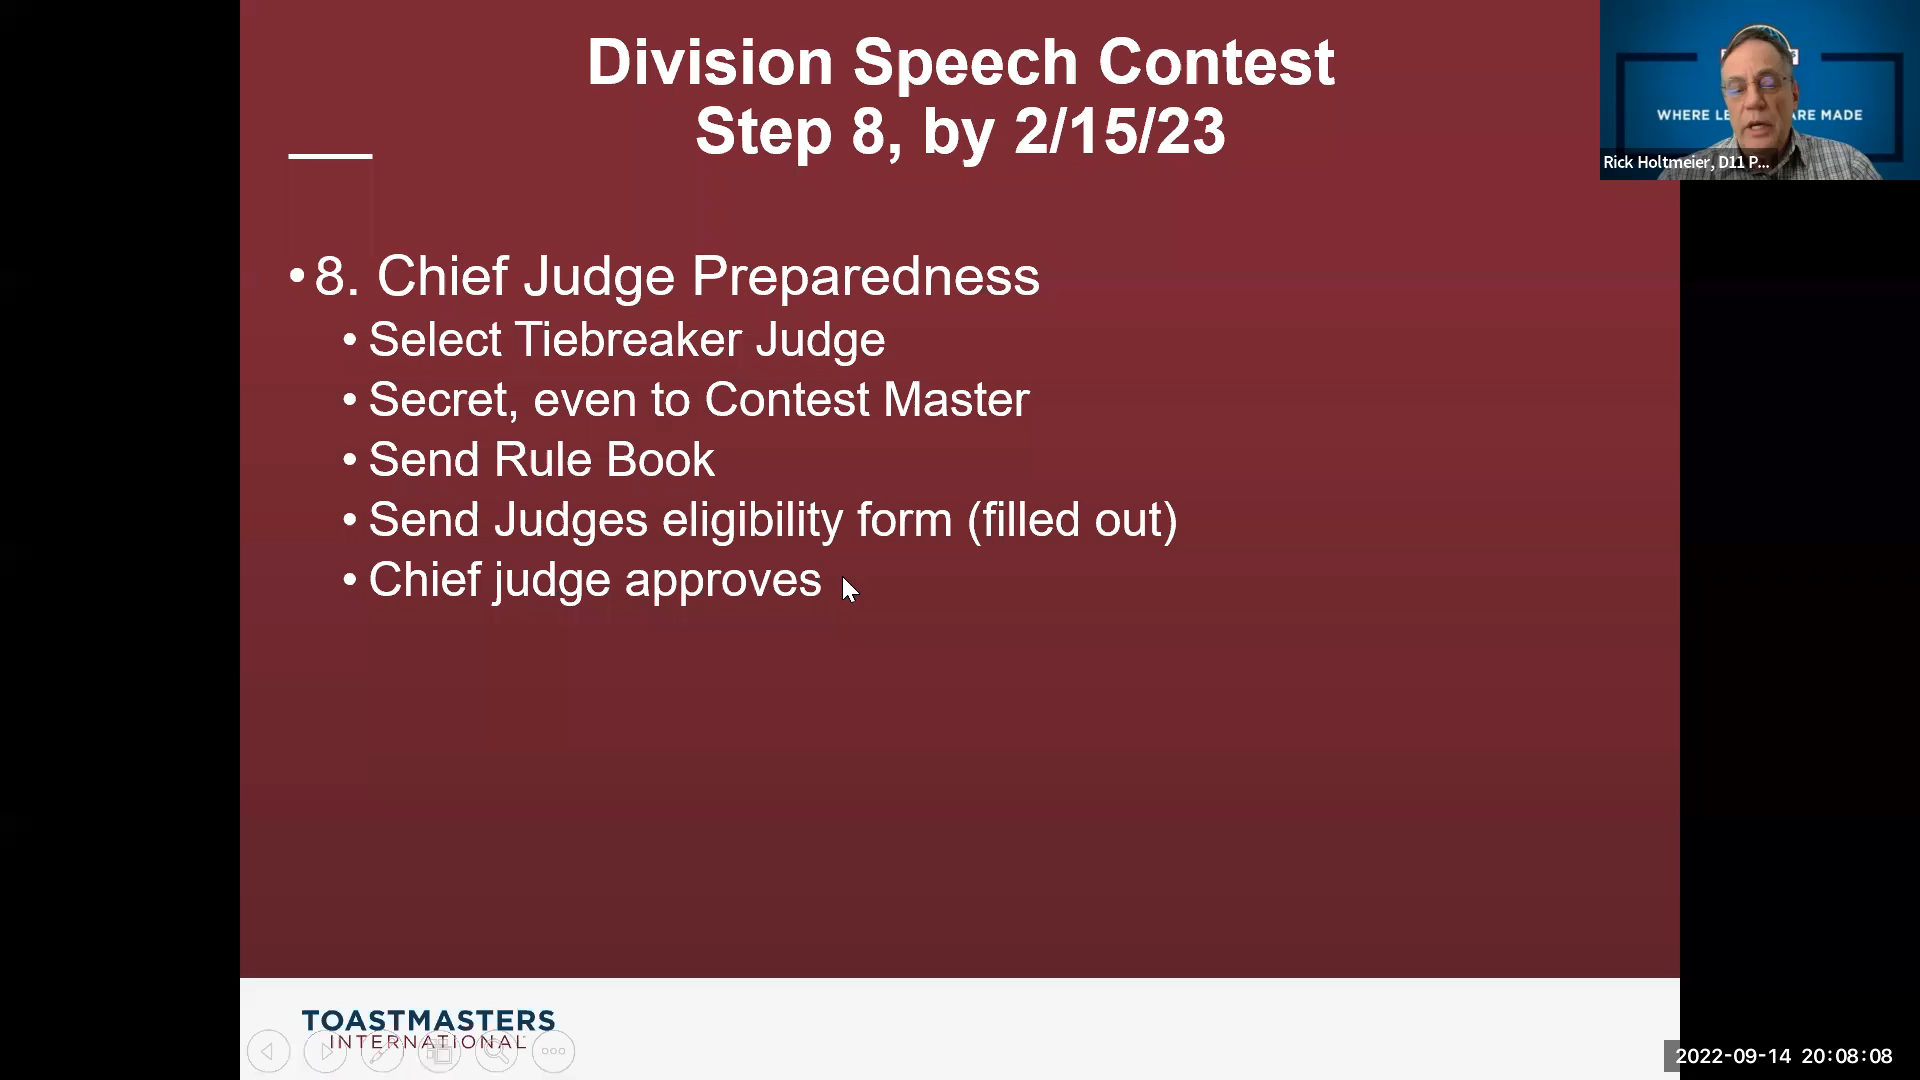 Division Speech Contest
Step 8, by 2/15/23
• 8. Chief Judge Preparedness
• Select Tiebreaker Judge
• Secret, even to Contest Master
• Send Rule Book
• Send Judges eligibility form (filled out)
• Chief judge approves
WHERE LE ARE MADE
Rick Holtmeier, D11 P...
TOASTMASTERS
INTERNATIONAL
2022-09-14 20:08:08